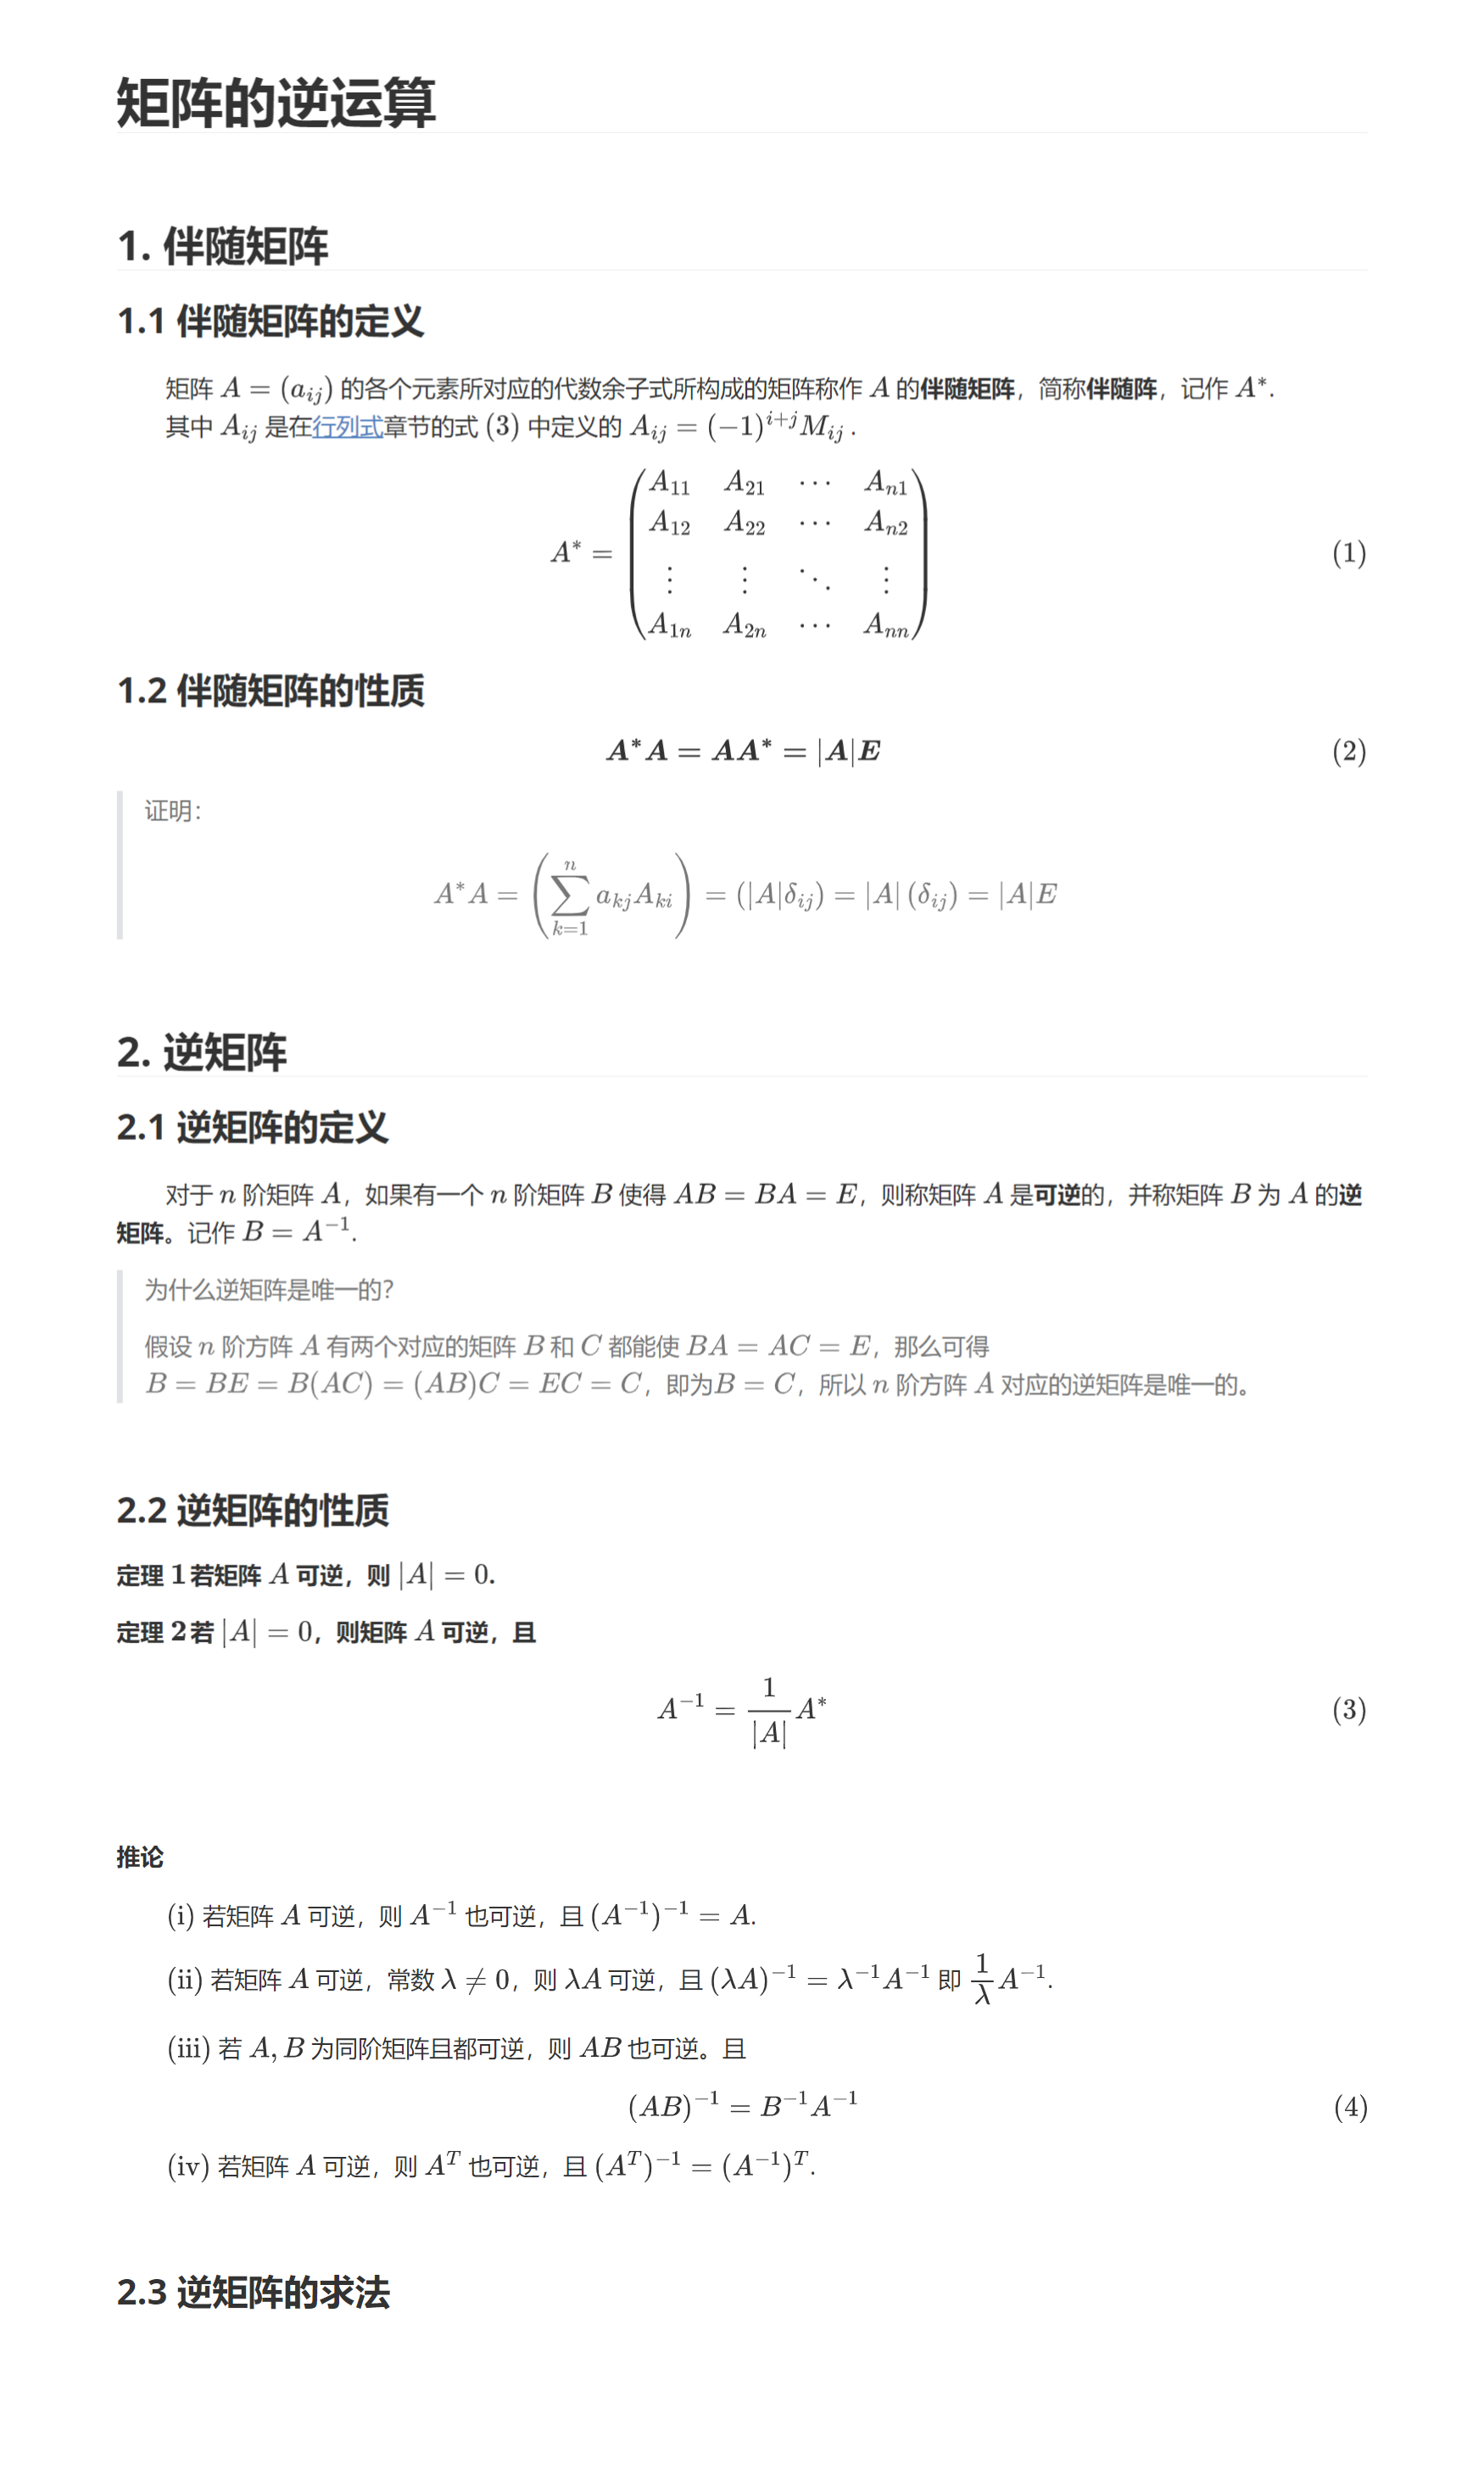 矩阵的逆运算
1. 伴随矩阵
1.1 伴随矩阵的定义
矩阵 $A = (a_{ij})$ 的各个元素所对应的代数余子式所构成的矩阵称作 $A$ 的伴随矩阵，简称伴随阵，记作 $A^*$.
其中 $A_{ij}$ 是在行列式章节的式 (3) 中定义的 $A_{ij} = (-1)^{i+j} M_{ij}$ .
$A^* = \begin{pmatrix} A_{11} & A_{21} & \cdots & A_{n1} \\ A_{12} & A_{22} & \cdots & A_{n2} \\ \vdots & \vdots & \ddots & \vdots \\ A_{1n} & A_{2n} & \cdots & A_{nn} \end{pmatrix}$ (1)
1.2 伴随矩阵的性质
$A^*A = AA^* = |A|E$ (2)
证明：
$A^*A = \left( \sum_{k=1}^{n} a_{kj}A_{ki} \right) = (|A|\delta_{ij}) = |A|(\delta_{ij}) = |A|E$
2. 逆矩阵
2.1 逆矩阵的定义
对于 $n$ 阶矩阵 $A$，如果有一个 $n$ 阶矩阵 $B$ 使得 $AB = BA = E$，则称矩阵 $A$ 是可逆的，并称矩阵 $B$ 为 $A$ 的逆
矩阵。记作 $B = A^{-1}$.
为什么逆矩阵是唯一的？
假设 $n$ 阶方阵 $A$ 有两个对应的矩阵 $B$ 和 $C$ 都能使 $BA = AC = E$，那么可得
$B = BE = B(AC) = (AB)C = EC = C$，即为$B = C$，所以 $n$ 阶方阵 $A$ 对应的逆矩阵是唯一的。
2.2 逆矩阵的性质
定理 1 若矩阵 $A$ 可逆，则 $|A| = 0$.
定理 2 若 $|A| = 0$，则矩阵 $A$ 可逆，且
$A^{-1} = \frac{1}{|A|} A^*$ (3)
推论
(i) 若矩阵 $A$ 可逆，则 $A^{-1}$ 也可逆，且 $(A^{-1})^{-1} = A$.
(ii) 若矩阵 $A$ 可逆，常数 $\lambda \neq 0$，则 $\lambda A$ 可逆，且 $(\lambda A)^{-1} = \lambda^{-1} A^{-1}$ 即 $\frac{1}{\lambda} A^{-1}$.
(iii) 若 $A, B$ 为同阶矩阵且都可逆，则 $AB$ 也可逆。且
$(AB)^{-1} = B^{-1}A^{-1}$ (4)
(iv) 若矩阵 $A$ 可逆，则 $A^T$ 也可逆，且 $(A^T)^{-1} = (A^{-1})^T$.
2.3 逆矩阵的求法